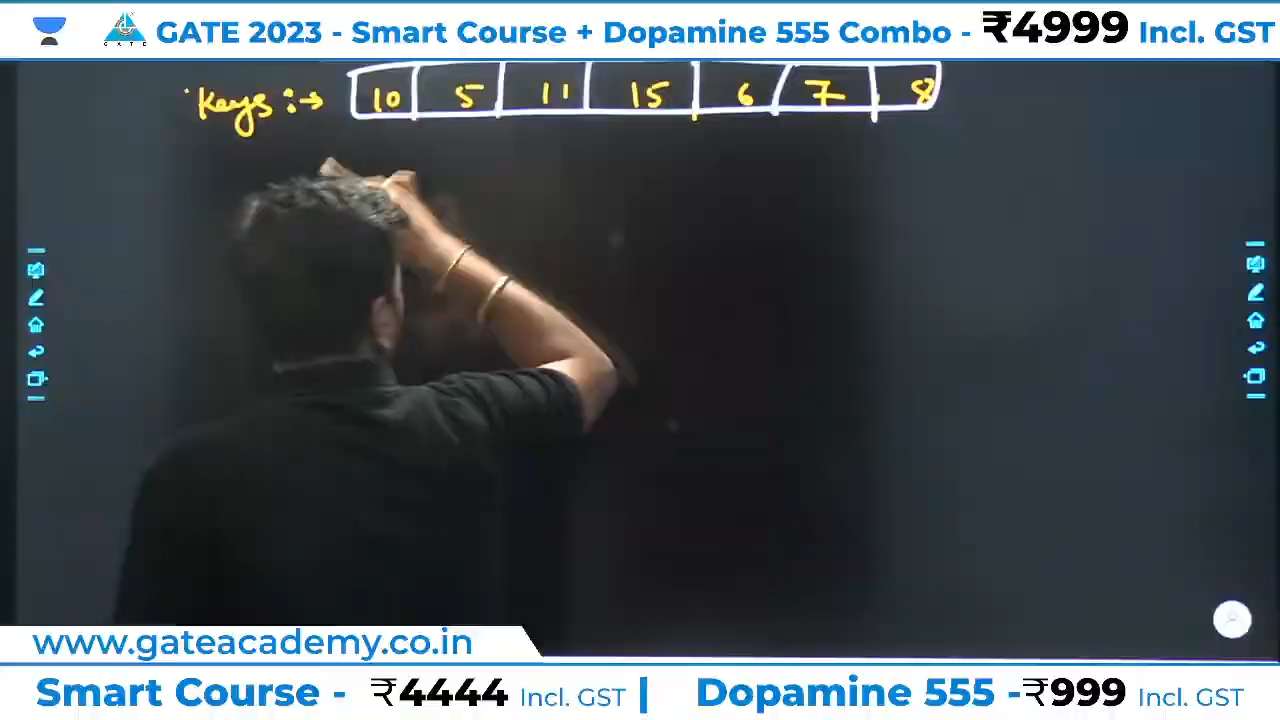 GATE 2023 - Smart Course + Dopamine 555 Combo - ₹4999 Incl. GST
GATE
Keys :→ 10 5 11 15 6 7 8
www.gateacademy.co.in
Smart Course - ₹4444 Incl. GST | Dopamine 555 -₹999 Incl. GST